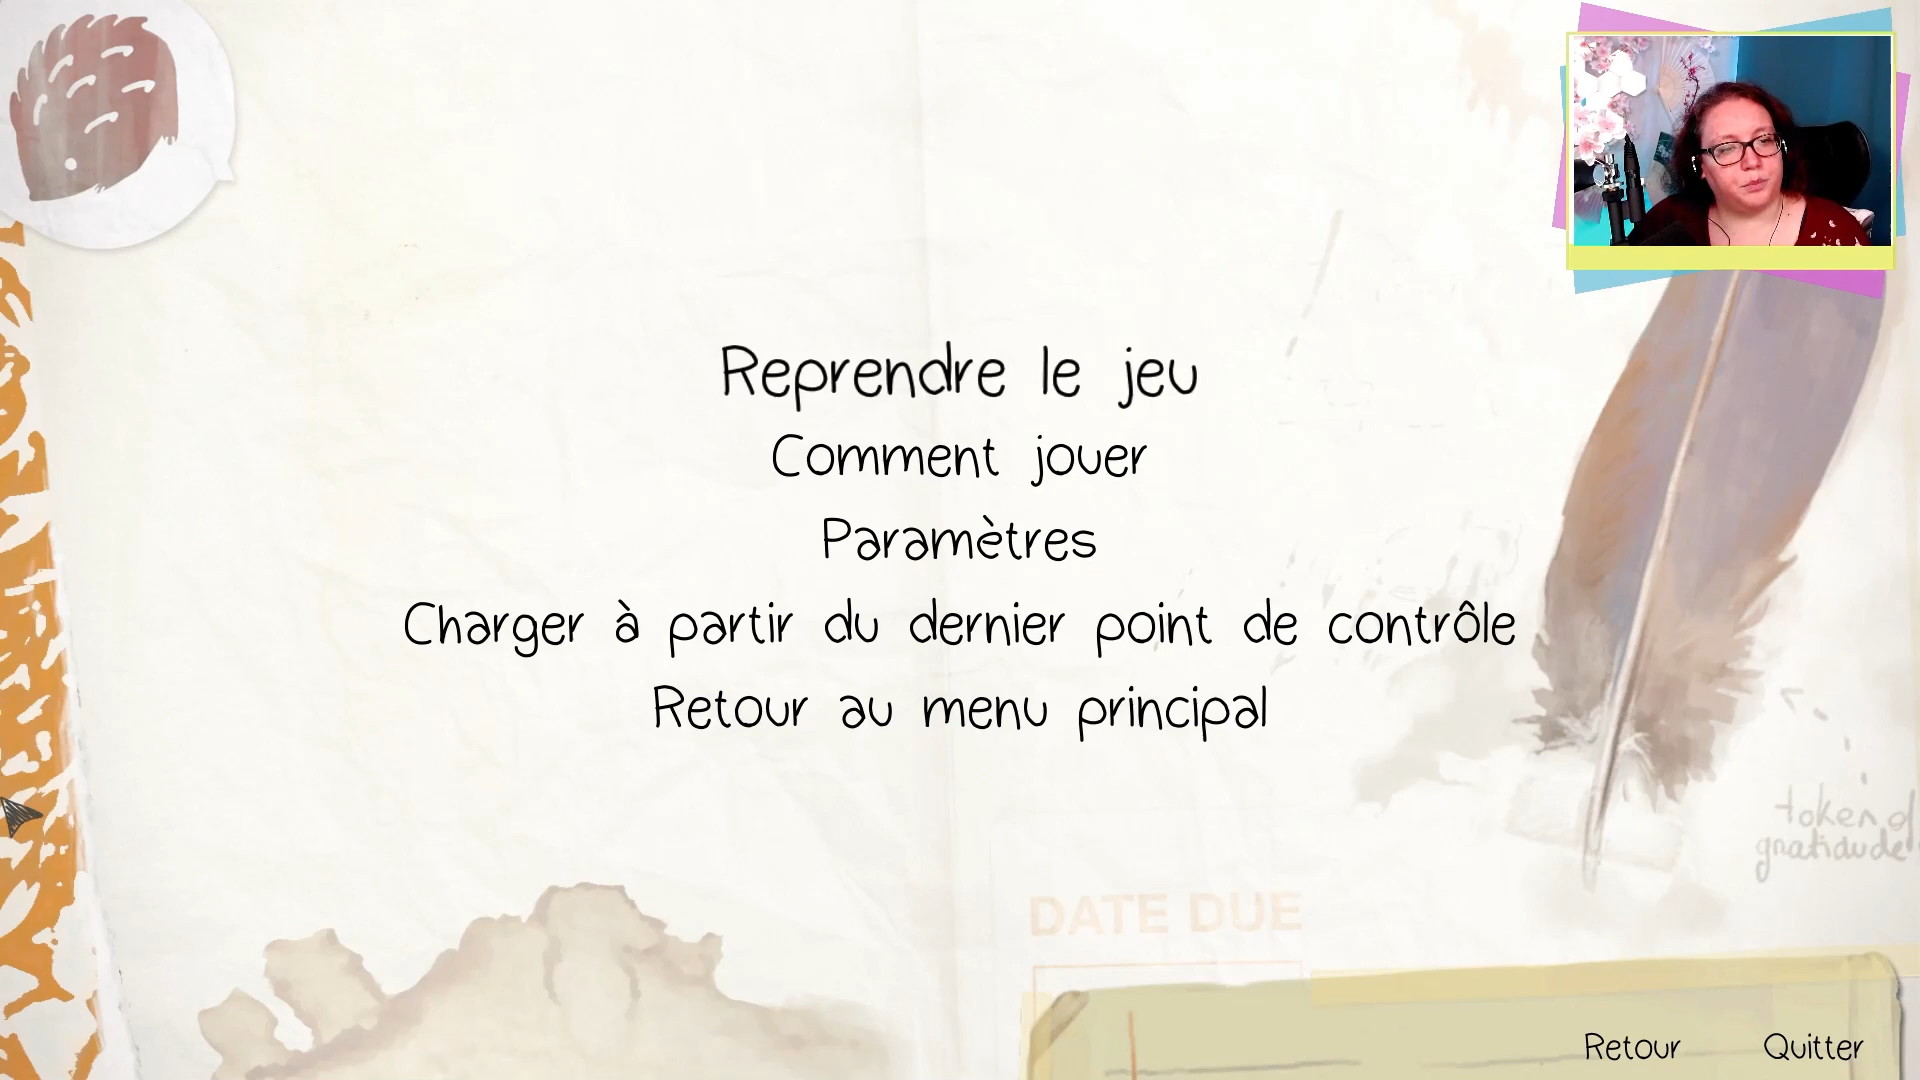 Reprendre le jeu
Comment jouer
Paramètres
Charger à partir du dernier point de contrôle
Retour au menu principal
token of
gratidude
DATE DUE
Retour
Quitter